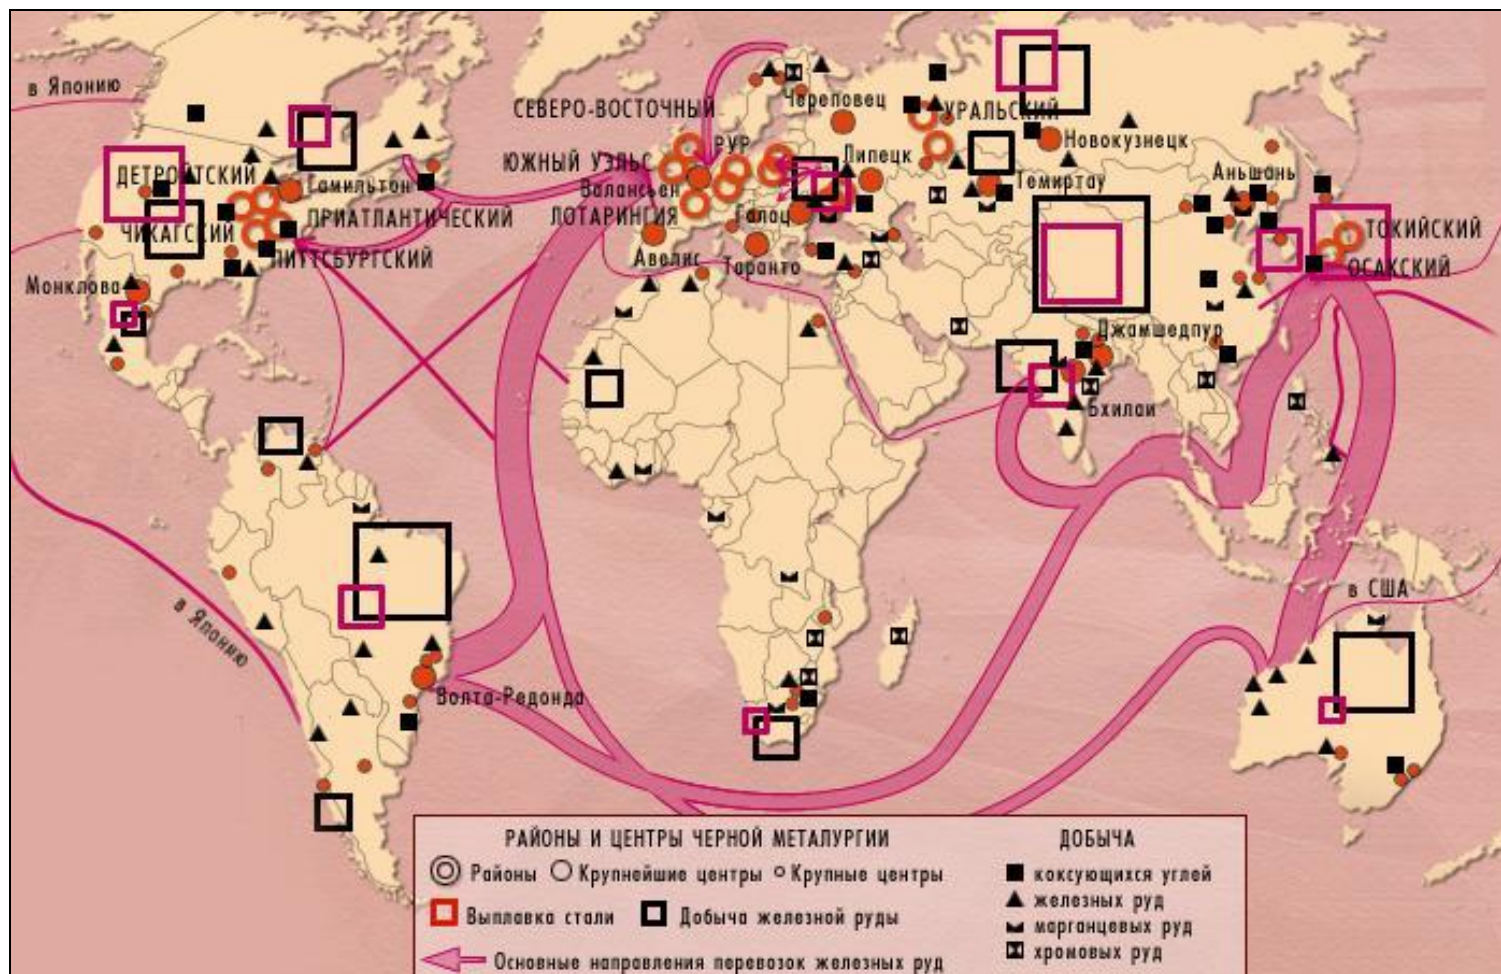 в Японию
СЕВЕРО-ВОСТОЧНЫЙ
Череповец
УРАЛЬСКИЙ
РУР
Новокузнецк
ЮЖНЫЙ УЭЛЬС
Липецк
ДЕТРОЙТСКИЙ
Гамильтон
Валансьен
Темиртау
Аньшань
ПРИАТЛАНТИЧЕСКИЙ
ЛОТАРИНГИЯ
Галац
ТОКИЙСКИЙ
ЧИКАГСКИЙ
ПИТТСБУРГСКИЙ
Авелис
Таранто
ОСАКСКИЙ
Монклова
Джамшедпур
Бхилаи
в США
в Японию
Волта-Редонда
РАЙОНЫ И ЦЕНТРЫ ЧЕРНОЙ МЕТАЛУРГИИ
Районы Крупнейшие центры Крупные центры
Выплавка стали Добыча железной руды
Основные направления перевозок железных руд
ДОБЫЧА
коксующихся углей
железных руд
марганцевых руд
хромовых руд